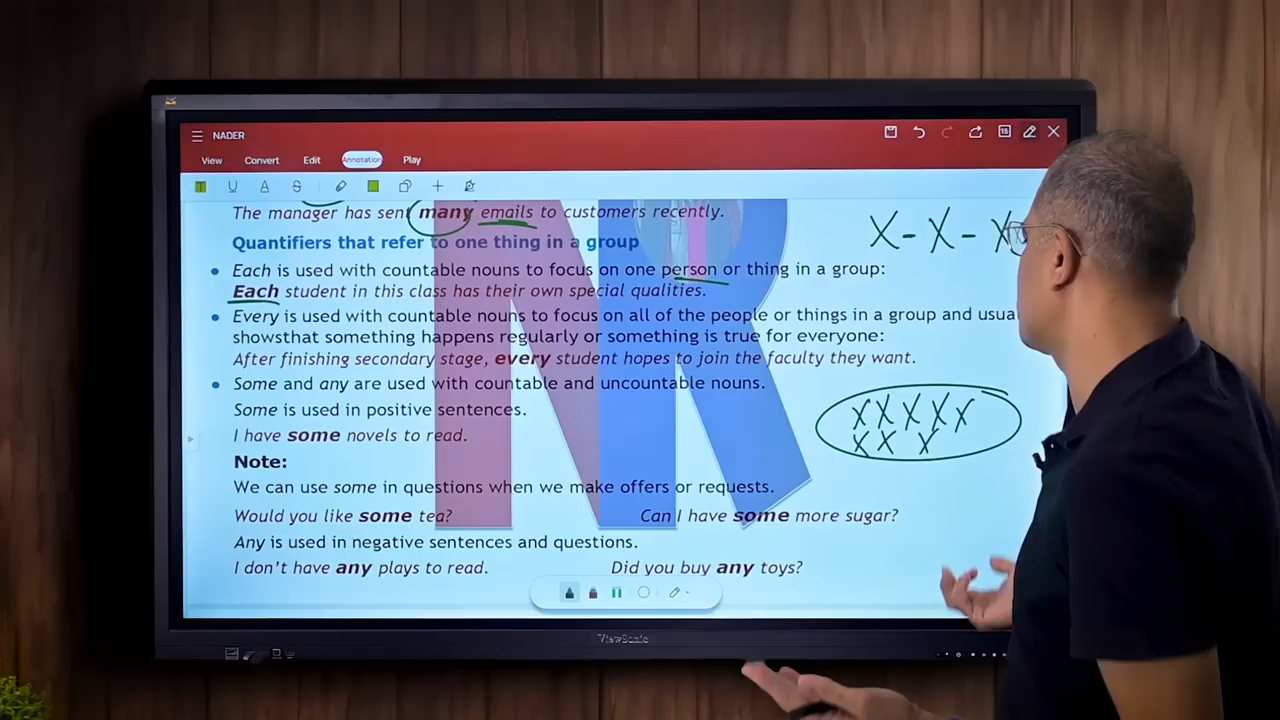 NADER
View Convert Edit Annotation Play
The manager has sent many emails to customers recently.
Quantifiers that refer to one thing in a group
• Each is used with countable nouns to focus on one person or thing in a group:
Each student in this class has their own special qualities.
• Every is used with countable nouns to focus on all of the people or things in a group and
showsthat something happens regularly or something is true for everyone:
After finishing secondary stage, every student hopes to join the faculty they want.
• Some and any are used with countable and uncountable nouns.
Some is used in positive sentences.
I have some novels to read.
Note:
We can use some in questions when we make offers or requests.
Would you like some tea? Can I have some more sugar?
Any is used in negative sentences and questions.
I don't have any plays to read. Did you buy any toys?
X - X - X
X X X X X
X X X
NR
ViewSonic